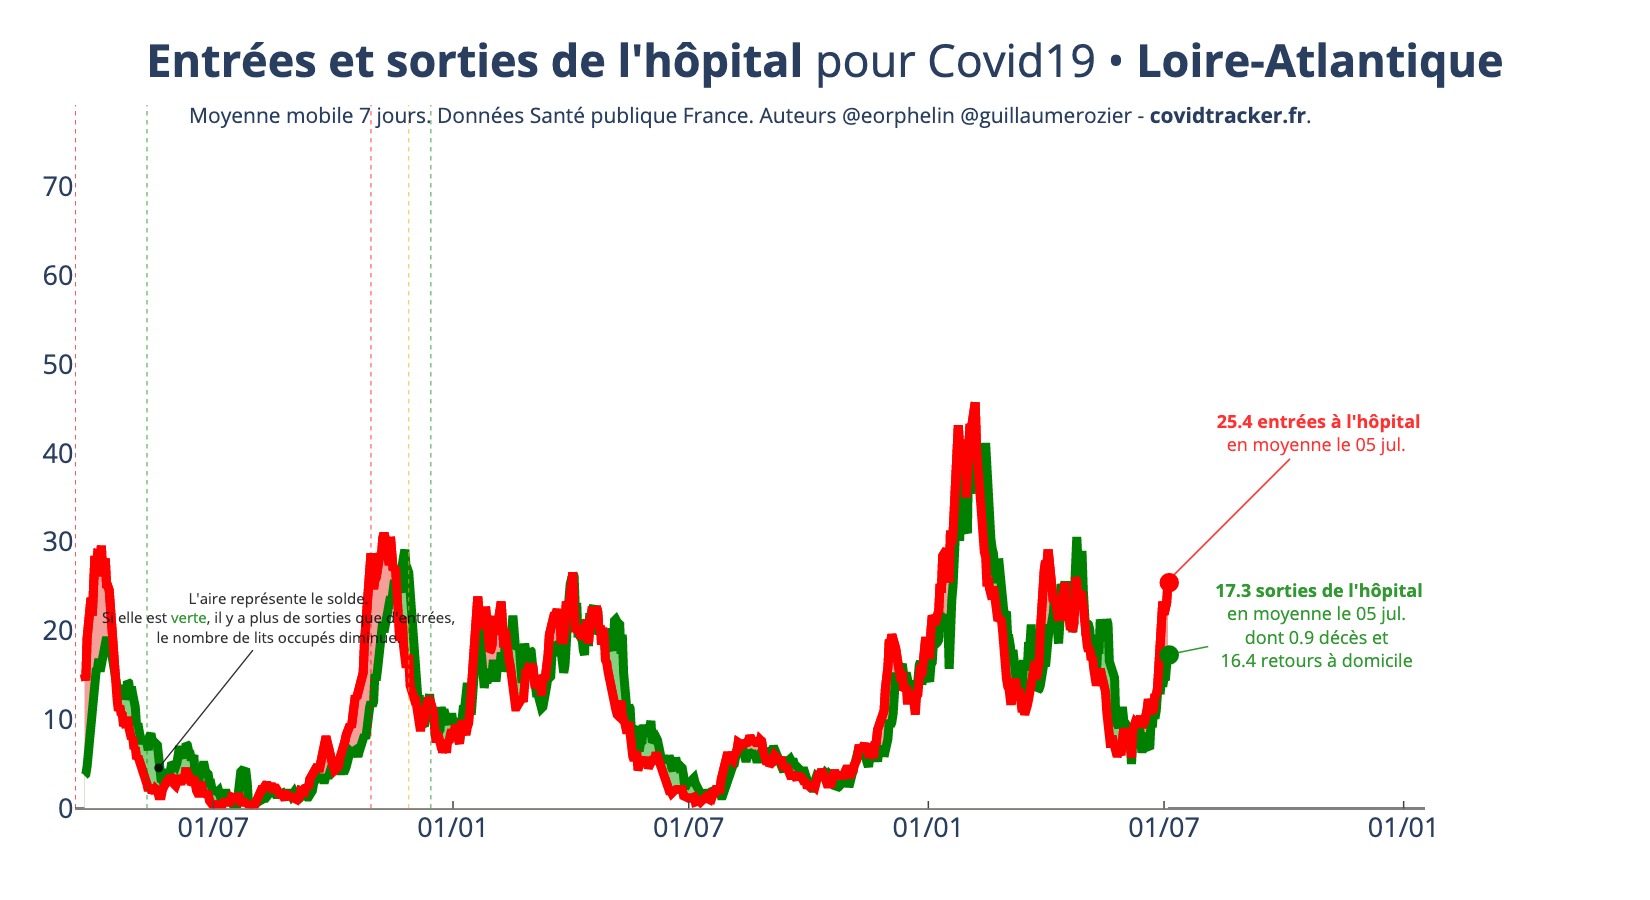 Entrées et sorties de l'hôpital pour Covid19 • Loire-Atlantique
Moyenne mobile 7 jours. Données Santé publique France. Auteurs @eorphelin @guillaumerozier - covidtracker.fr.
70
60
50
40
30
20
10
0
25.4 entrées à l'hôpital
en moyenne le 05 jul.
17.3 sorties de l'hôpital
en moyenne le 05 jul.
dont 0.9 décès et
16.4 retours à domicile
L'aire représente le solde.
Si elle est verte, il y a plus de sorties que d'entrées,
le nombre de lits occupés diminue.
01/07
01/01
01/07
01/01
01/07
01/01